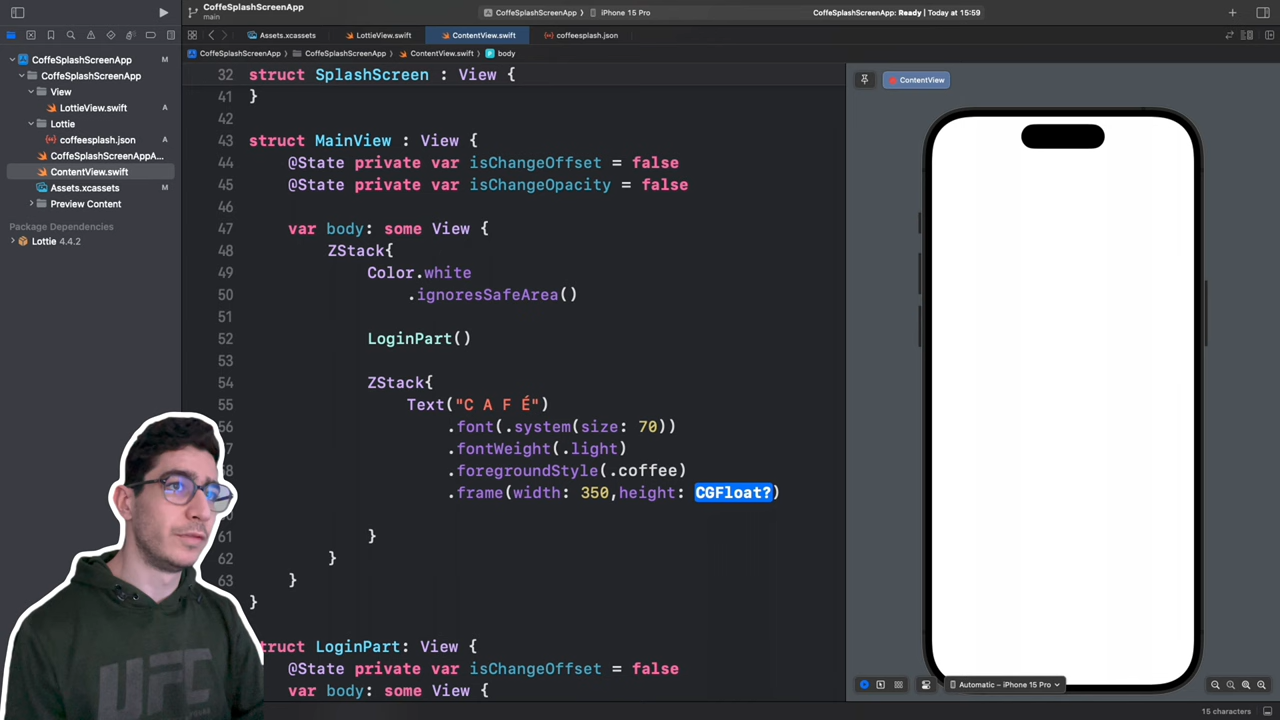 CoffeSplashScreenApp
main
CoffeSplashScreenApp
iPhone 15 Pro
CoffeSplashScreenApp: Ready | Today at 15:59
Assets.xcassets
LottieView.swift
ContentView.swift
coffeesplash.json
CoffeSplashScreenApp
CoffeSplashScreenApp
ContentView.swift
body
CoffeSplashScreenApp
CoffeSplashScreenApp
View
LottieView.swift A
Lottie
coffeesplash.json A
CoffeSplashScreenAppA... M
ContentView.swift M
Assets.xcassets M
Preview Content
Package Dependencies
Lottie 4.4.2
32 struct SplashScreen : View {
41 }
42
43 struct MainView : View {
44 @State private var isChangeOffset = false
45 @State private var isChangeOpacity = false
46
47 var body: some View {
48 ZStack{
49 Color.white
50 .ignoresSafeArea()
52 LoginPart()
53
54 ZStack{
55 Text("C A F É")
56 .font(.system(size: 70))
57 .fontWeight(.light)
58 .foregroundStyle(.coffee)
.frame(width: 350,height: CGFloat?)
61 }
62 }
63 }
}
struct LoginPart: View {
@State private var isChangeOffset = false
var body: some View {
ContentView
Automatic – iPhone 15 Pro
15 characters
UFC